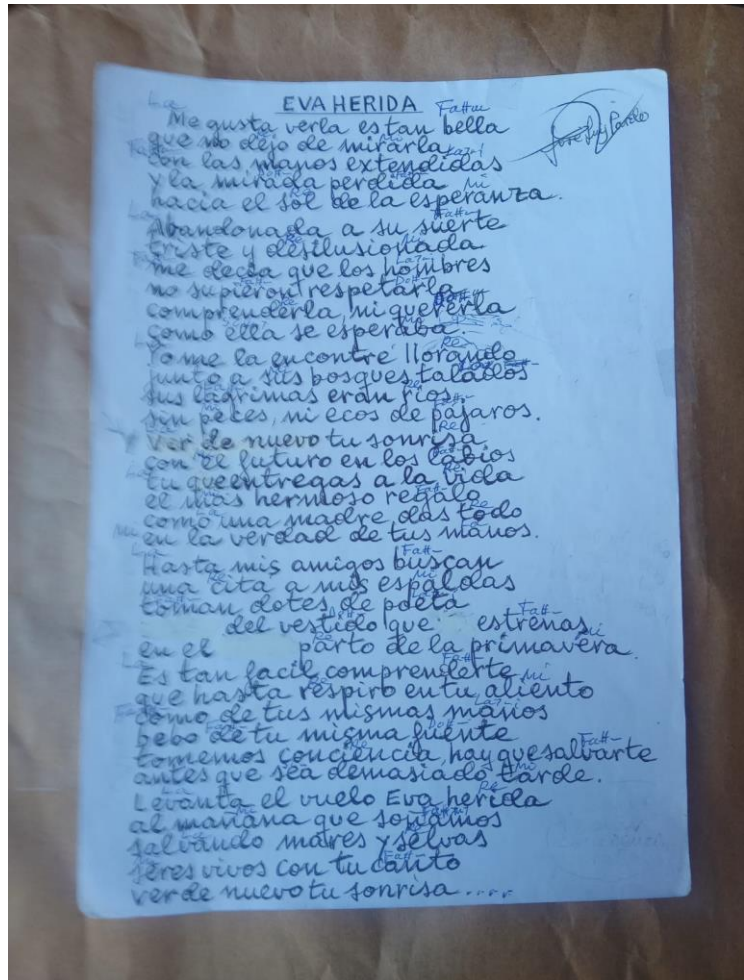 EVA HERIDA
José Luis Pardo
Me gusta verla es tan bella
que no dejo de mirarla
con las manos extendidas
y la mirada perdida
hacia el sol de la esperanza.
Abandonada a su suerte
triste y desilusionada
me decía que los hombres
no supieron respetarla
comprenderla, ni quererla
como ella se esperaba.
Yo me la encontré llorando
junto a sus bosques talados
sus lágrimas eran ríos
sin peces, ni ecos de pájaros.
Ver de nuevo tu sonrisa
con el futuro en los labios
tu que entregas a la vida
el más hermoso regalo
como una madre das todo
en la verdad de tus manos.
Hasta mis amigos buscan
una cita a mis espaldas
toman dotes de poeta
del vestido que estrenas
en el parto de la primavera.
Es tan facil comprenderte
que hasta respiro en tu aliento
como de tus mismas manos
bebo de tu misma fuente
tomemos conciencia, hay que salvarte
antes que sea demasiado tarde.
Levanta el vuelo Eva herida
al mañana que soñamos
salvando mares y selvas
seres vivos con tu canto
ver de nuevo tu sonrisa....